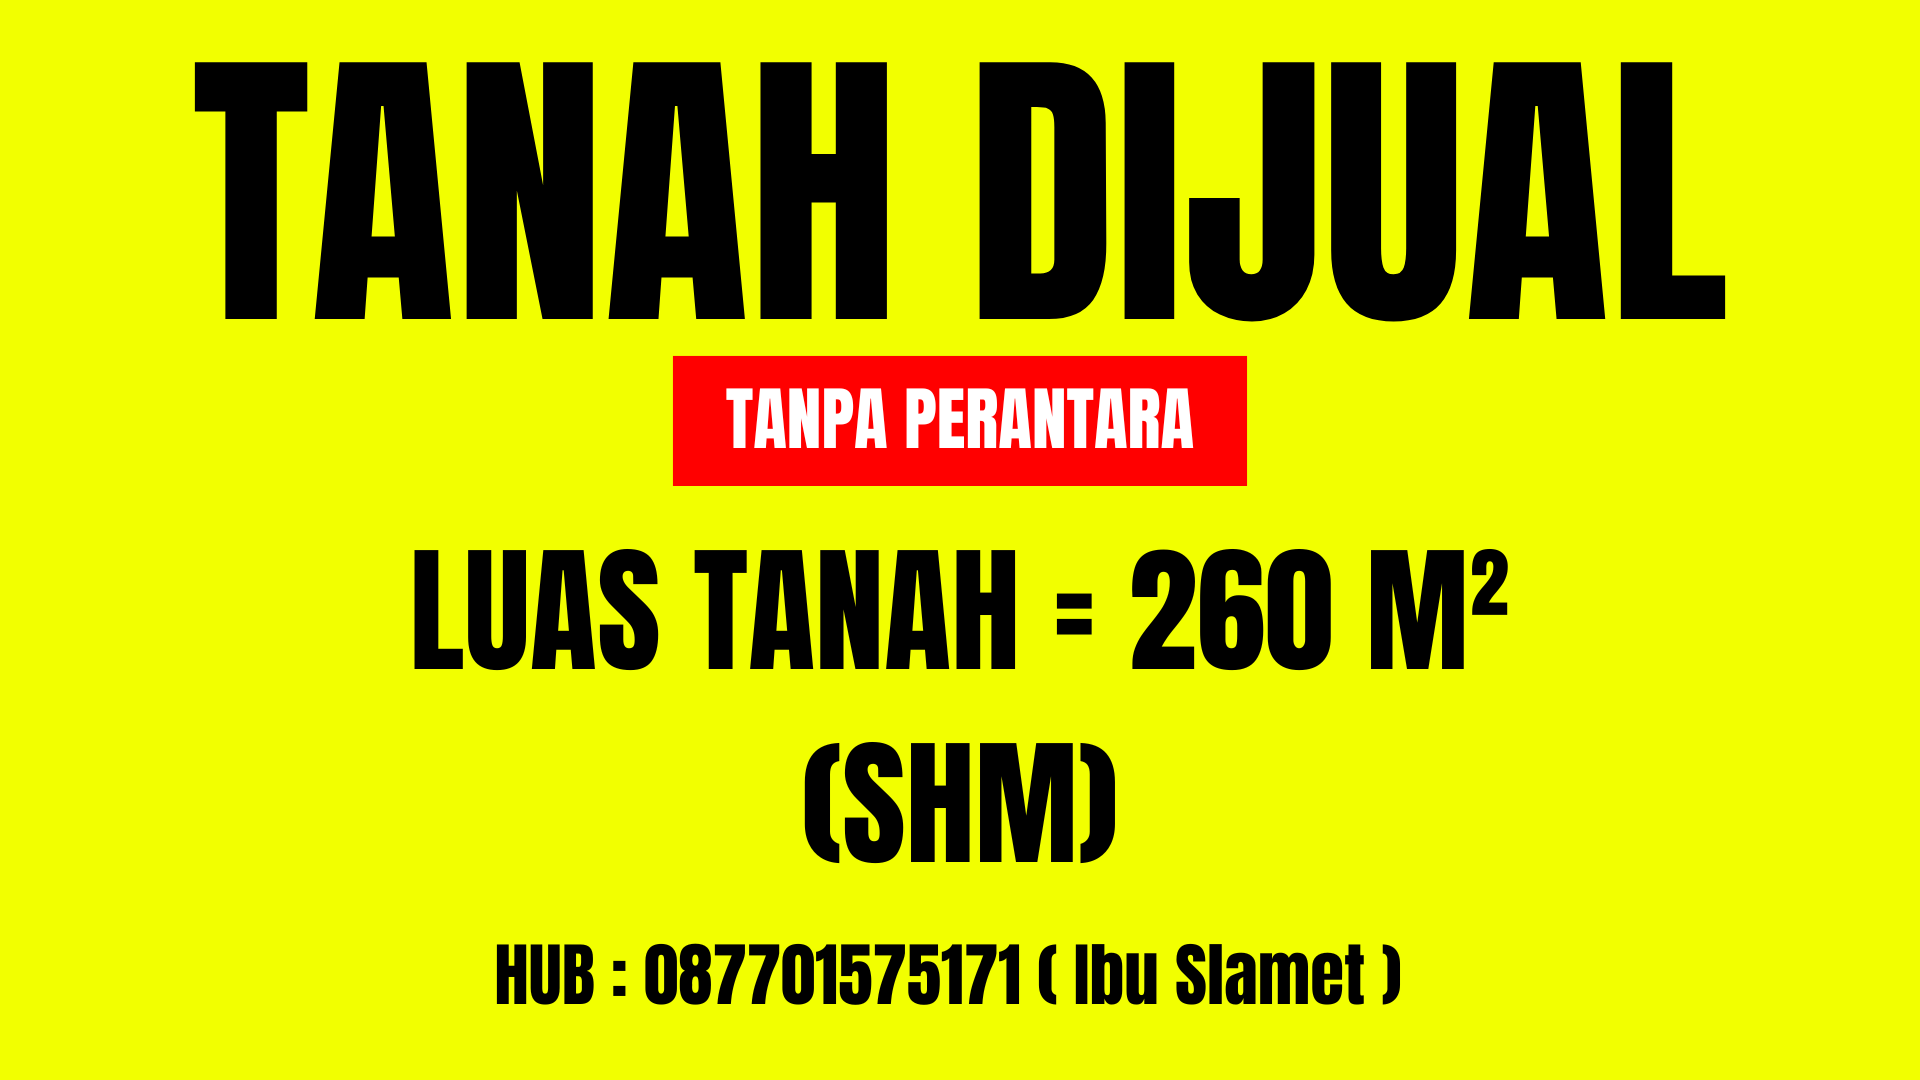 TANAH DIJUAL
TANPA PERANTARA
LUAS TANAH = 260 M²
(SHM)
HUB : 087701575171 ( Ibu Slamet )